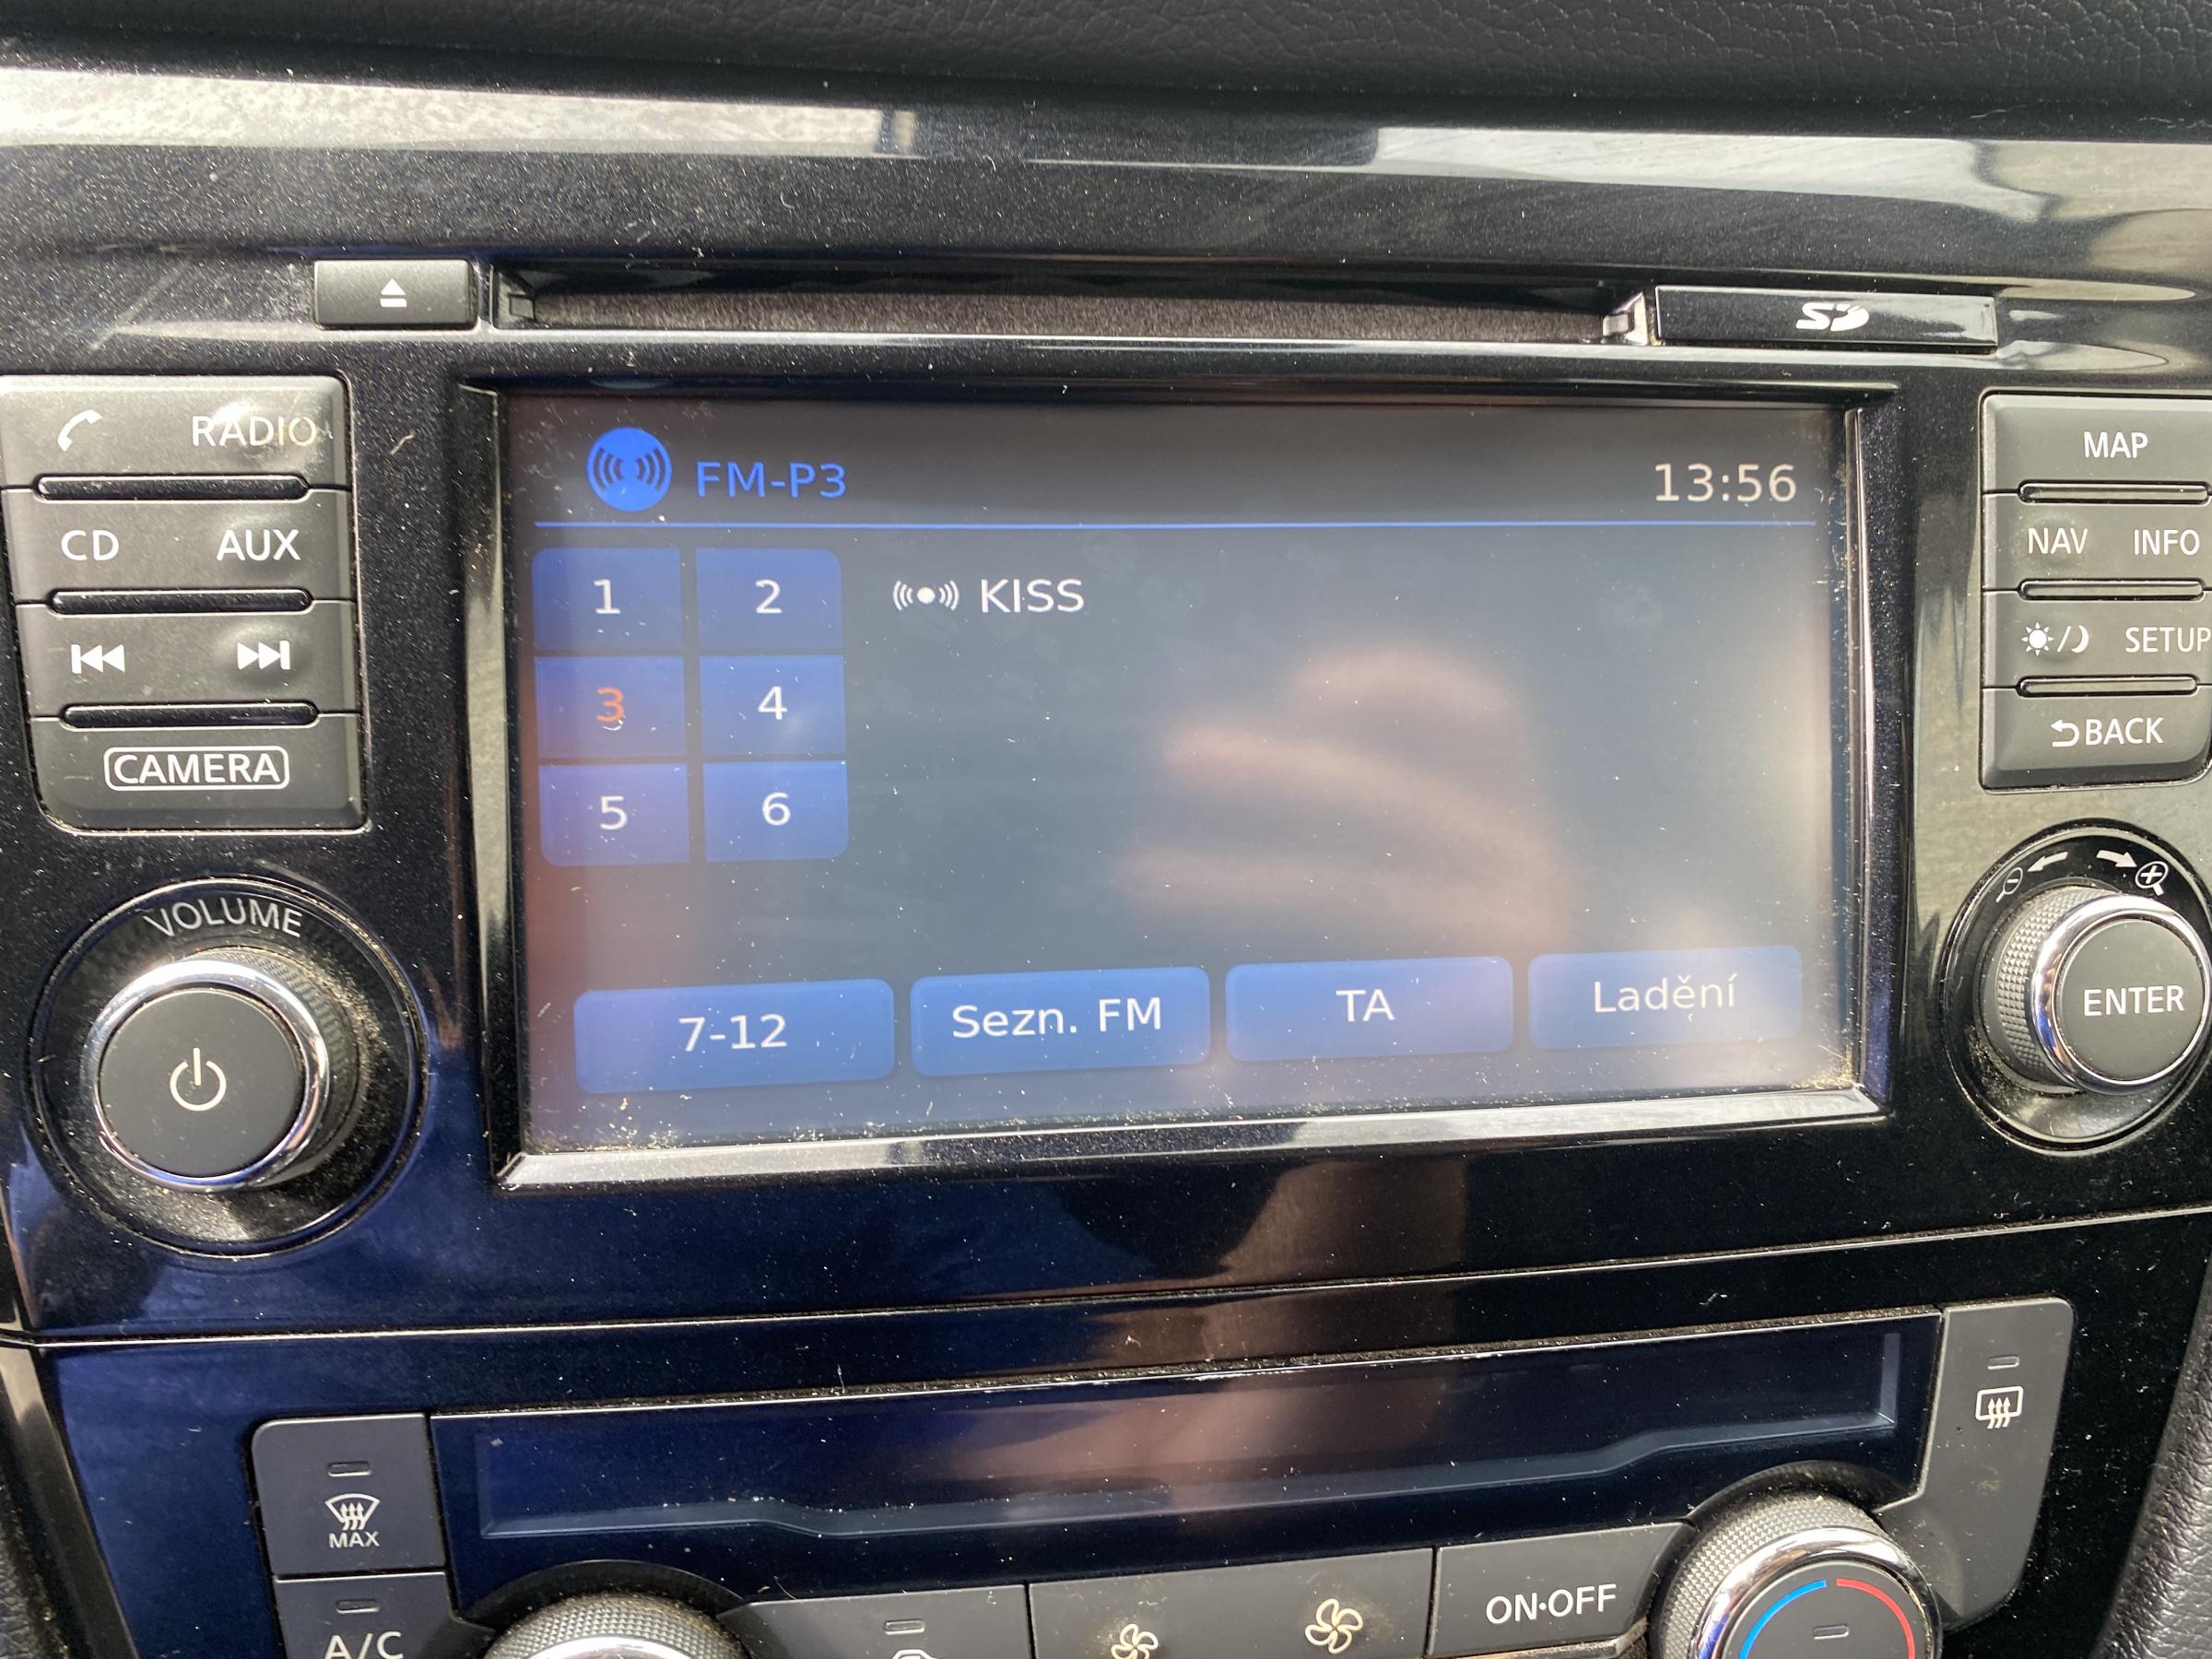 SD
RADIO
MAP
FM-P3 13:56
CD AUX
NAV INFO
1 2
KISS
SETUP
3 4
BACK
CAMERA
5 6
VOLUME
ENTER
7-12 Sezn. FM TA Ladění
MAX
ON•OFF
A/C